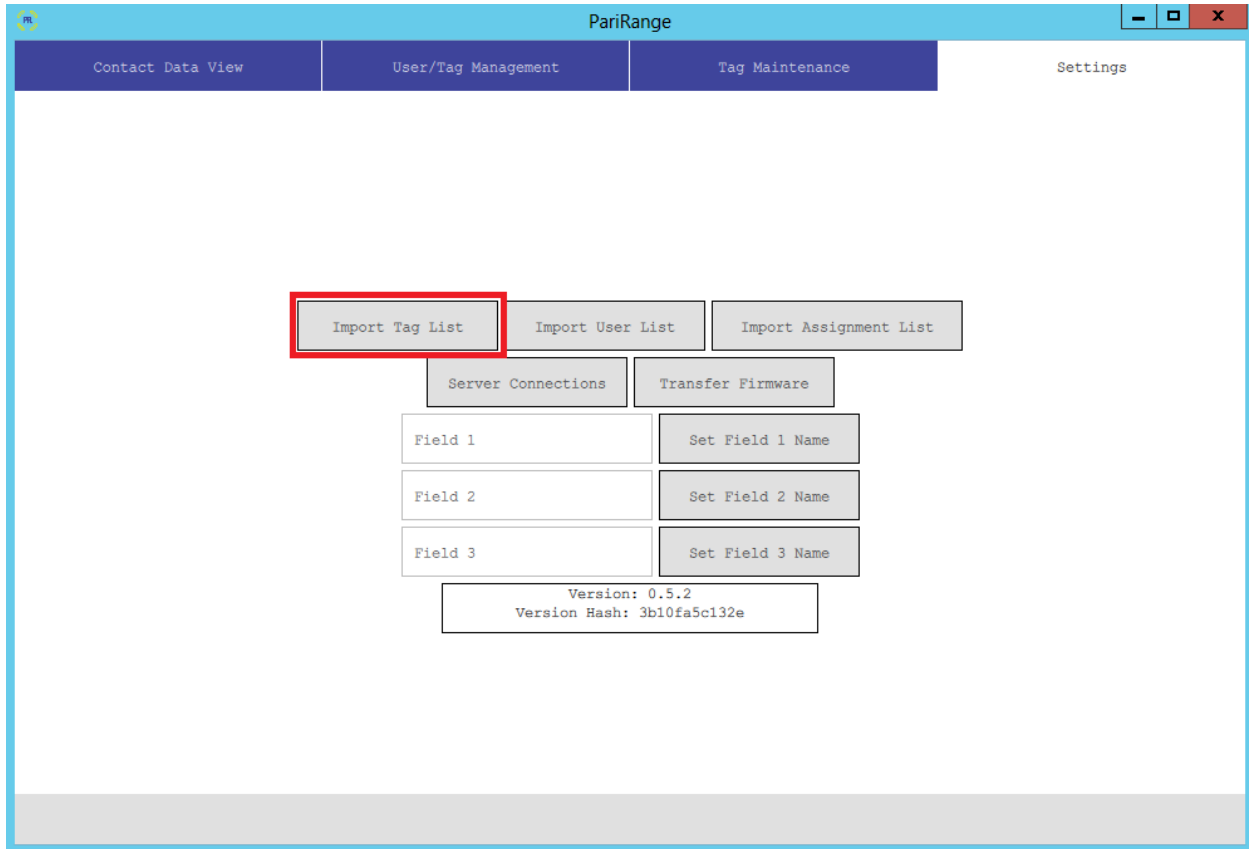 PR
PariRange
Contact Data View User/Tag Management Tag Maintenance Settings
Import Tag List Import User List Import Assignment List
Server Connections Transfer Firmware
Field 1 Set Field 1 Name
Field 2 Set Field 2 Name
Field 3 Set Field 3 Name
Version: 0.5.2
Version Hash: 3b10fa5c132e